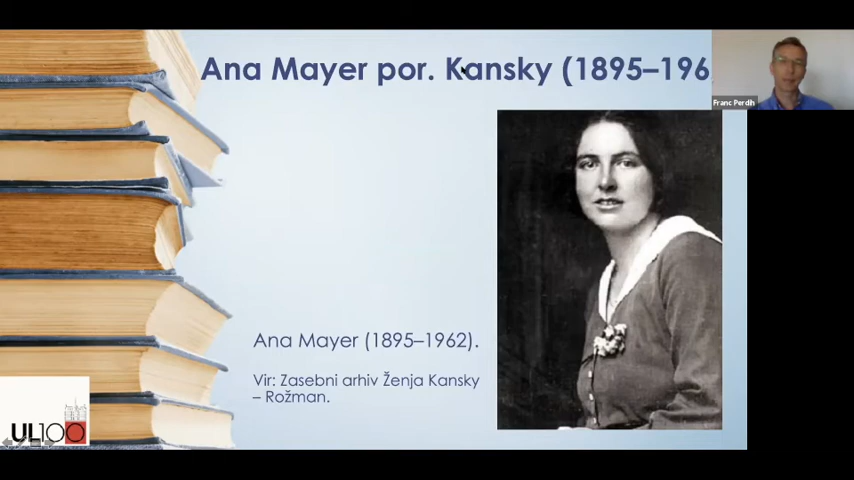 Ana Mayer por. Kansky (1895–196
Franc Perdih
Ana Mayer (1895–1962).
Vir: Zasebni arhiv Ženja Kansky
– Rožman.
UL100